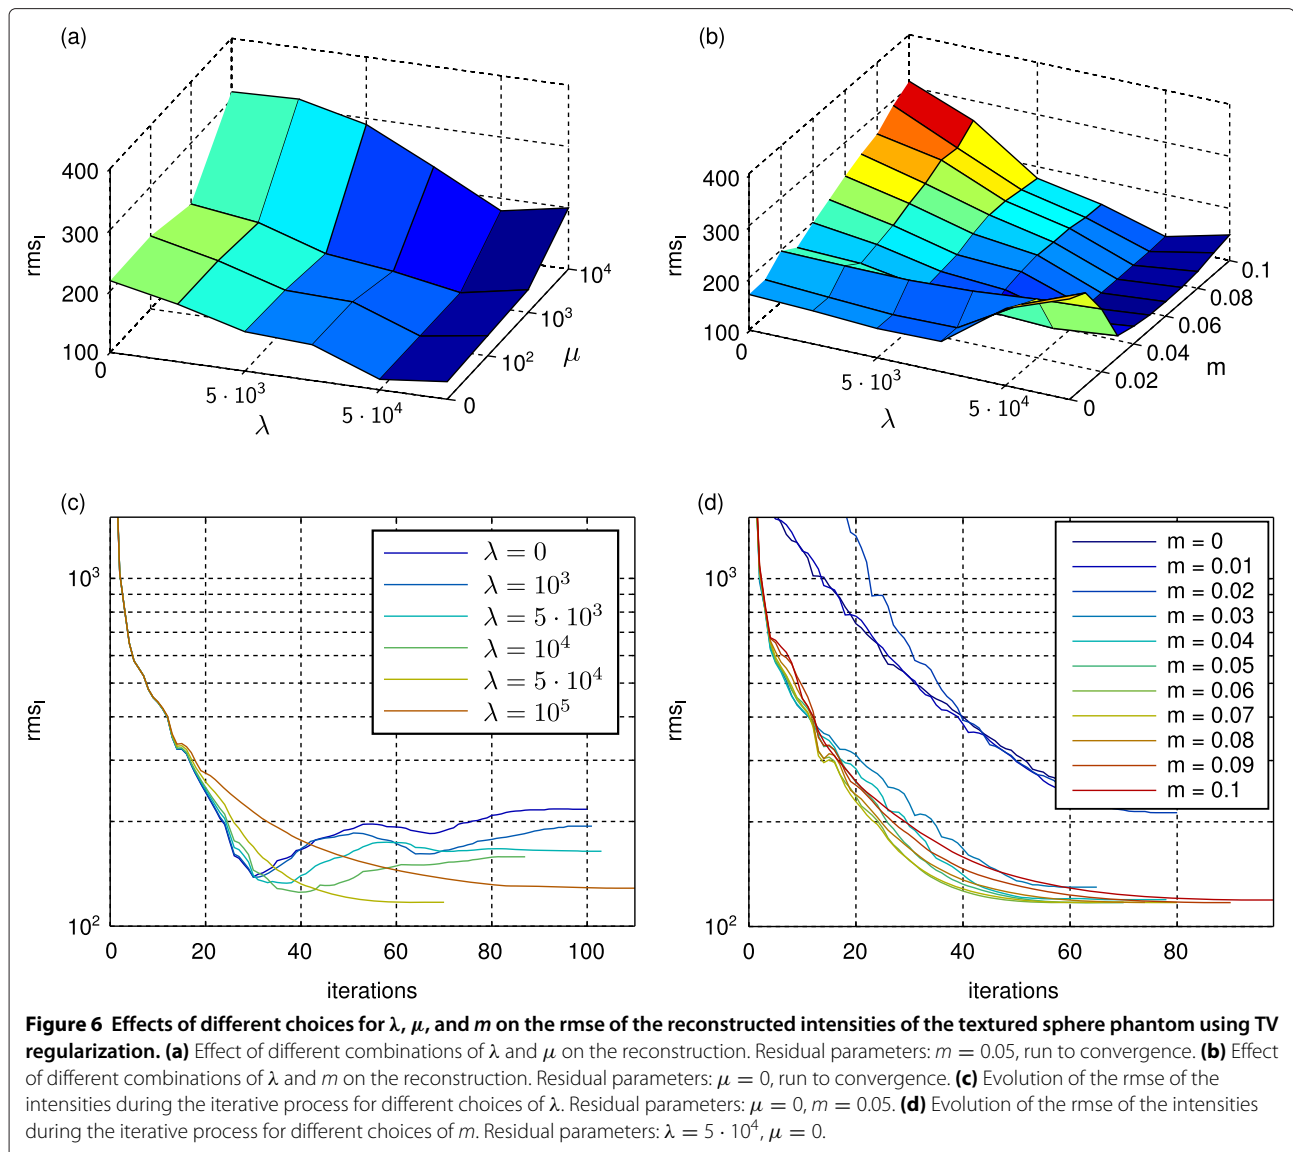 (a)
400
300
200
100
rms_I
0
5 · 10^3
5 · 10^4
λ
0
10^2
10^3
10^4
μ
(b)
400
300
200
100
rms_I
0
5 · 10^3
5 · 10^4
λ
0
0.02
0.04
0.06
0.08
0.1
m
(c)
10^3
10^2
rms_I
0 20 40 60 80 100
iterations
λ = 0
λ = 10^3
λ = 5 · 10^3
λ = 10^4
λ = 5 · 10^4
λ = 10^5
(d)
10^3
10^2
rms_I
0 20 40 60 80
iterations
m = 0
m = 0.01
m = 0.02
m = 0.03
m = 0.04
m = 0.05
m = 0.06
m = 0.07
m = 0.08
m = 0.09
m = 0.1
Figure 6 Effects of different choices for λ, μ, and m on the rmse of the reconstructed intensities of the textured sphere phantom using TV
regularization. (a) Effect of different combinations of λ and μ on the reconstruction. Residual parameters: m = 0.05, run to convergence. (b) Effect
of different combinations of λ and m on the reconstruction. Residual parameters: μ = 0, run to convergence. (c) Evolution of the rmse of the
intensities during the iterative process for different choices of λ. Residual parameters: μ = 0, m = 0.05. (d) Evolution of the rmse of the intensities
during the iterative process for different choices of m. Residual parameters: λ = 5 · 10^4, μ = 0.